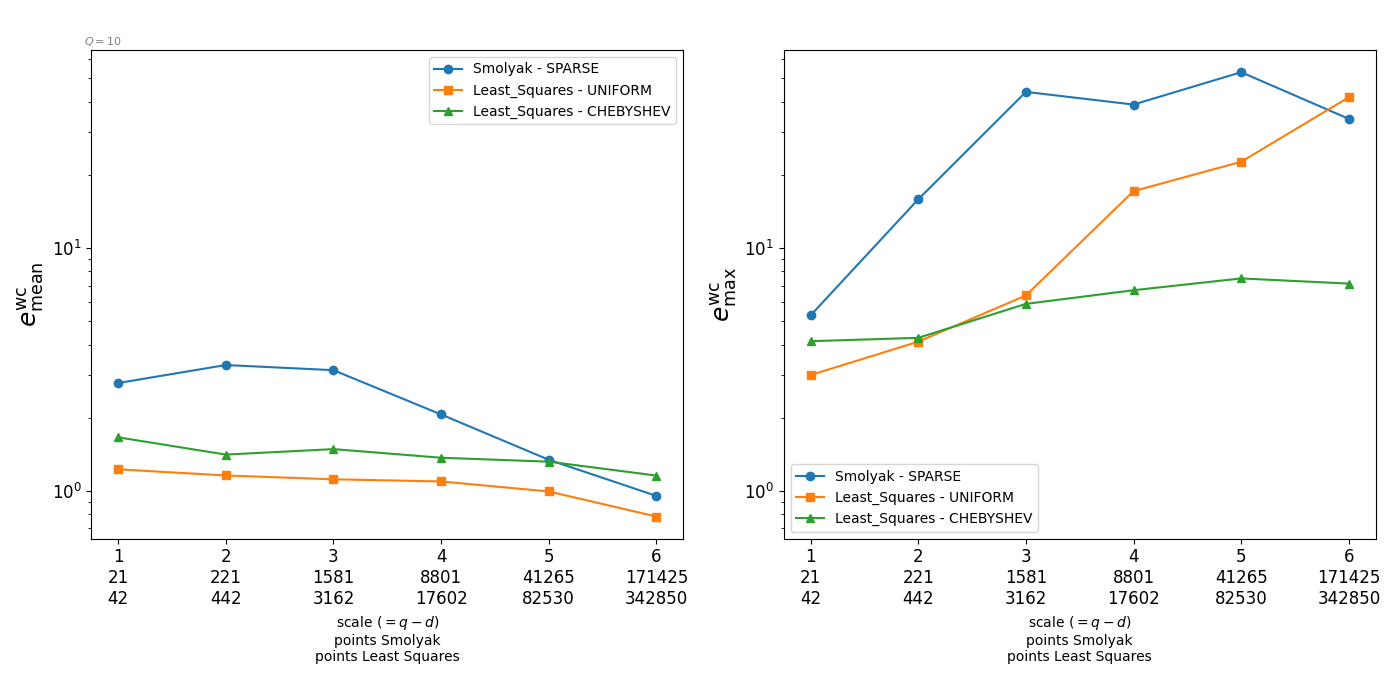 Q = 10
Smolyak - SPARSE
Least_Squares - UNIFORM
Least_Squares - CHEBYSHEV
10¹
10⁰
e^wc_mean
1 2 3 4 5 6
21 221 1581 8801 41265 171425
42 442 3162 17602 82530 342850
scale (= q − d)
points Smolyak
points Least Squares
10¹
10⁰
e^wc_max
Smolyak - SPARSE
Least_Squares - UNIFORM
Least_Squares - CHEBYSHEV
1 2 3 4 5 6
21 221 1581 8801 41265 171425
42 442 3162 17602 82530 342850
scale (= q − d)
points Smolyak
points Least Squares